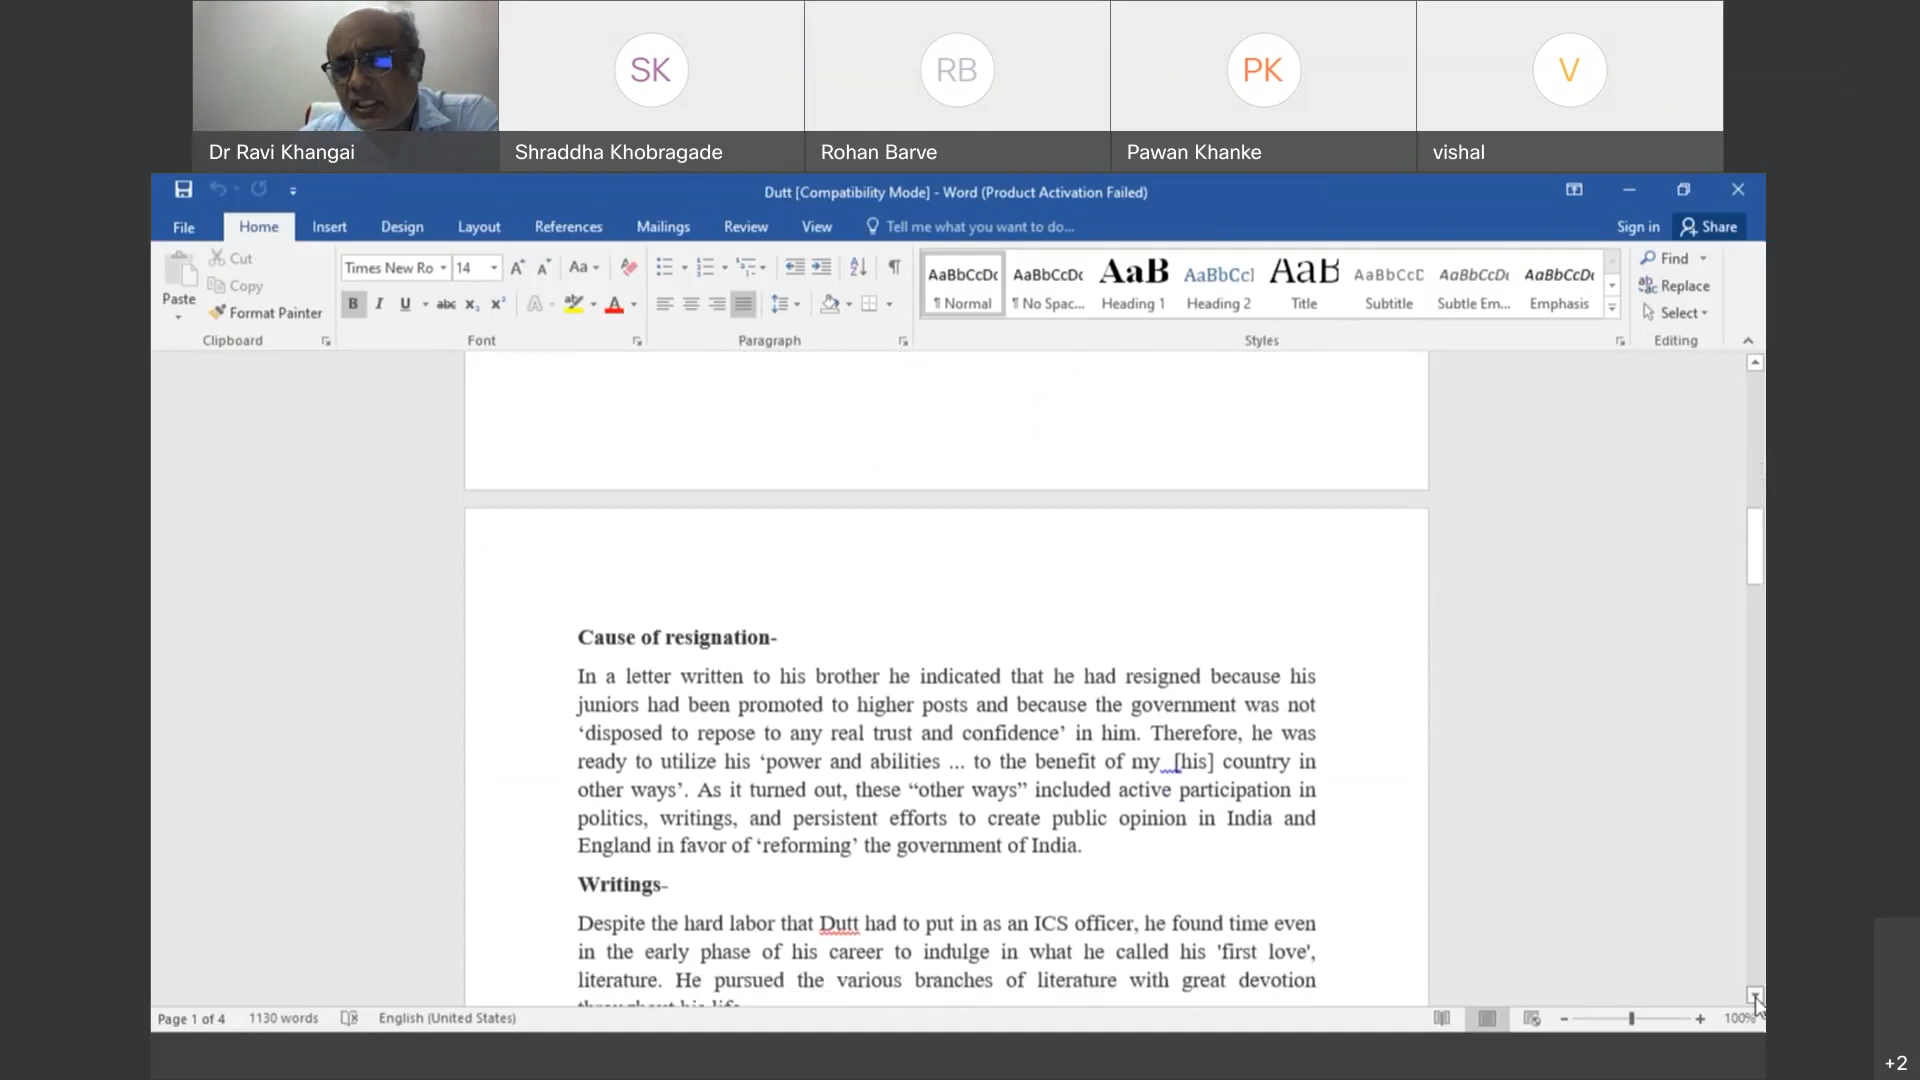 SK
RB
PK
V
Dr Ravi Khangai
Shraddha Khobragade
Rohan Barve
Pawan Khanke
vishal
Dutt [Compatibility Mode] - Word (Product Activation Failed)
File
Home
Insert
Design
Layout
References
Mailings
Review
View
Tell me what you want to do...
Sign in
Share
Paste
Cut
Copy
Format Painter
Clipboard
Times New Ro
14
Font
Paragraph
AaBbCcDc
¶ Normal
AaBbCcDc
¶ No Spac...
AaB
Heading 1
AaBbCcl
Heading 2
AaB
Title
AaBbCcD
Subtitle
AaBbCcDc
Subtle Em...
AaBbCcDc
Emphasis
Styles
Find
Replace
Select
Editing
Cause of resignation-
In a letter written to his brother he indicated that he had resigned because his
juniors had been promoted to higher posts and because the government was not
‘disposed to repose to any real trust and confidence’ in him. Therefore, he was
ready to utilize his ‘power and abilities ... to the benefit of my [his] country in
other ways’. As it turned out, these “other ways” included active participation in
politics, writings, and persistent efforts to create public opinion in India and
England in favor of ‘reforming’ the government of India.
Writings-
Despite the hard labor that Dutt had to put in as an ICS officer, he found time even
in the early phase of his career to indulge in what he called his 'first love',
literature. He pursued the various branches of literature with great devotion
throughout his life.
Page 1 of 4
1130 words
English (United States)
100%
+2